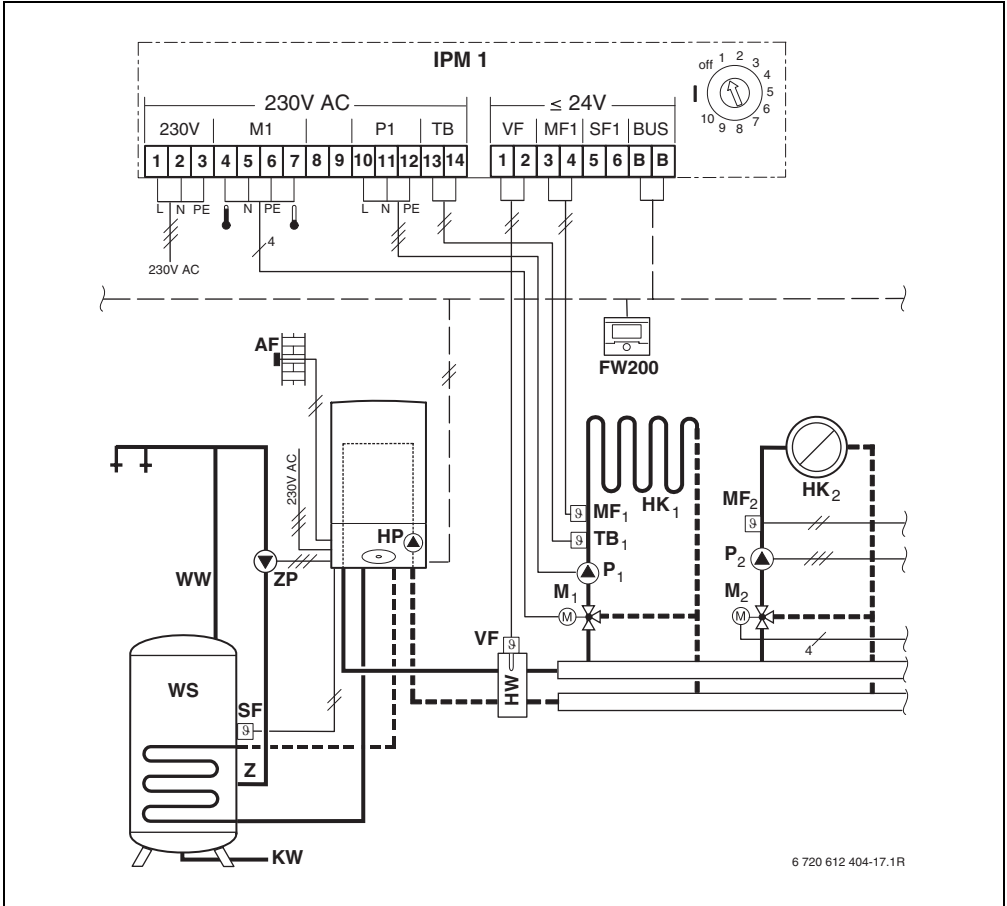 IPM 1
off 1 2 3 4 5 6 7 8 9 10
I
230V AC
≤ 24V
230V M1 P1 TB
VF MF1 SF1 BUS
1 2 3 4 5 6 7 8 9 10 11 12 13 14
1 2 3 4 5 6 B B
L N PE N PE L N PE
4
230V AC
AF
FW200
230V AC
HP
HK1
HK2
MF1
MF2
TB1
P1
P2
M1
M
M2
M
4
WW
ZP
VF
ϑ
ϑ
ϑ
ϑ
HW
WS
SF
ϑ
Z
KW
6 720 612 404-17.1R